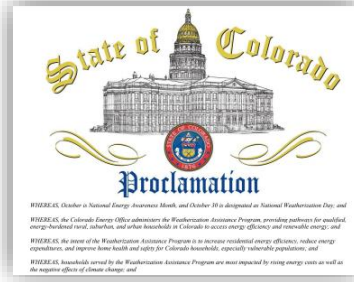 State of Colorado
STATE OF COLORADO
1876
Proclamation
WHEREAS, October is National Energy Awareness Month, and October 30 is designated as National Weatherization Day; and
WHEREAS, the Colorado Energy Office administers the Weatherization Assistance Program, providing pathways for qualified,
energy-burdened rural, suburban, and urban households in Colorado to access energy efficiency and renewable energy; and
WHEREAS, the intent of the Weatherization Assistance Program is to increase residential energy efficiency, reduce energy
expenditures, and improve home health and safety for Colorado households, especially vulnerable populations; and
WHEREAS, households served by the Weatherization Assistance Program are most impacted by rising energy costs as well as
the negative effects of climate change; and